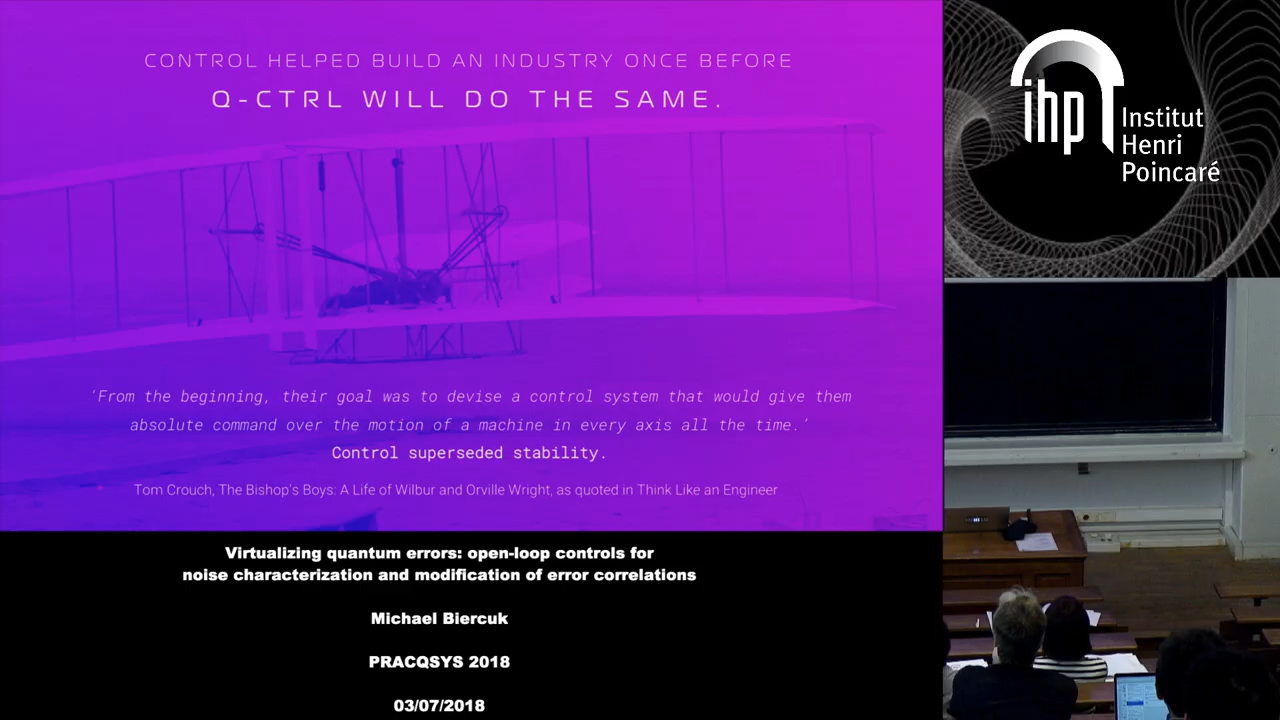 CONTROL HELPED BUILD AN INDUSTRY ONCE BEFORE
Q-CTRL WILL DO THE SAME.
'From the beginning, their goal was to devise a control system that would give them
absolute command over the motion of a machine in every axis all the time.'
Control superseded stability.
Tom Crouch, The Bishop's Boys: A Life of Wilbur and Orville Wright, as quoted in Think Like an Engineer
Virtualizing quantum errors: open-loop controls for
noise characterization and modification of error correlations
Michael Biercuk
PRACQSYS 2018
03/07/2018
ihp
Institut
Henri
Poincaré